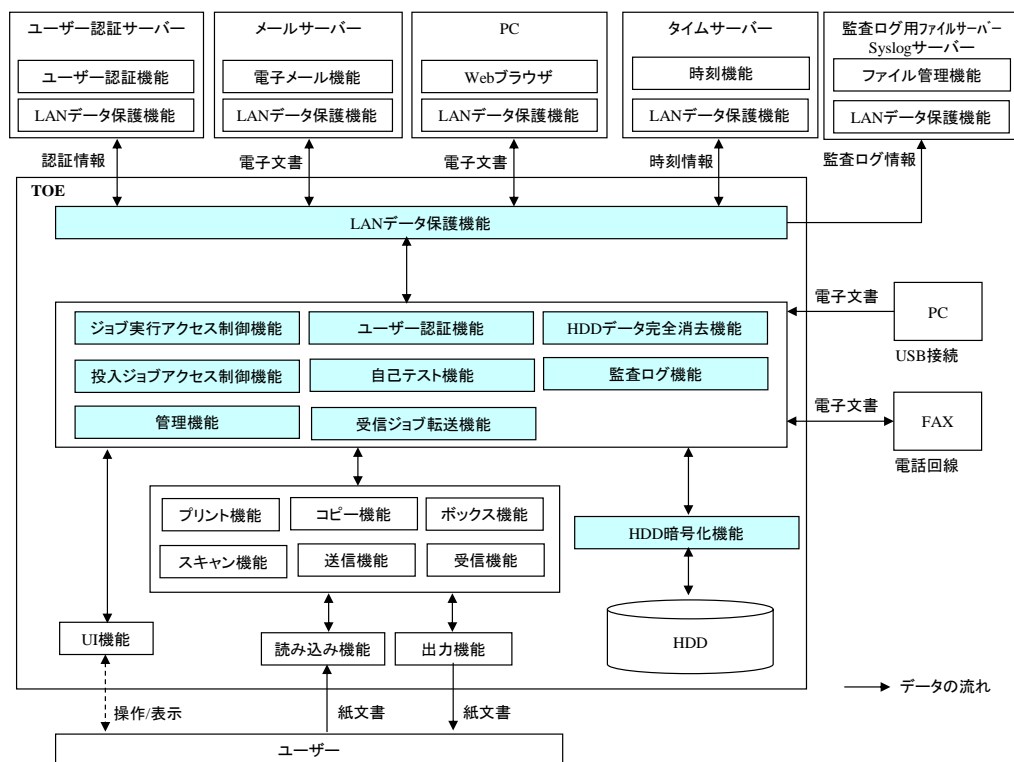 ユーザー認証サーバー
ユーザー認証機能
LANデータ保護機能
メールサーバー
電子メール機能
LANデータ保護機能
PC
Webブラウザ
LANデータ保護機能
タイムサーバー
時刻機能
LANデータ保護機能
監査ログ用ファイルサーバー
Syslogサーバー
ファイル管理機能
LANデータ保護機能
認証情報
電子文書
電子文書
時刻情報
監査ログ情報
TOE
LANデータ保護機能
ジョブ実行アクセス制御機能
ユーザー認証機能
HDDデータ完全消去機能
投入ジョブアクセス制御機能
自己テスト機能
監査ログ機能
管理機能
受信ジョブ転送機能
電子文書
PC
USB接続
電子文書
FAX
電話回線
プリント機能
コピー機能
ボックス機能
スキャン機能
送信機能
受信機能
HDD暗号化機能
HDD
UI機能
読み込み機能
出力機能
データの流れ
操作/表示
紙文書
紙文書
ユーザー